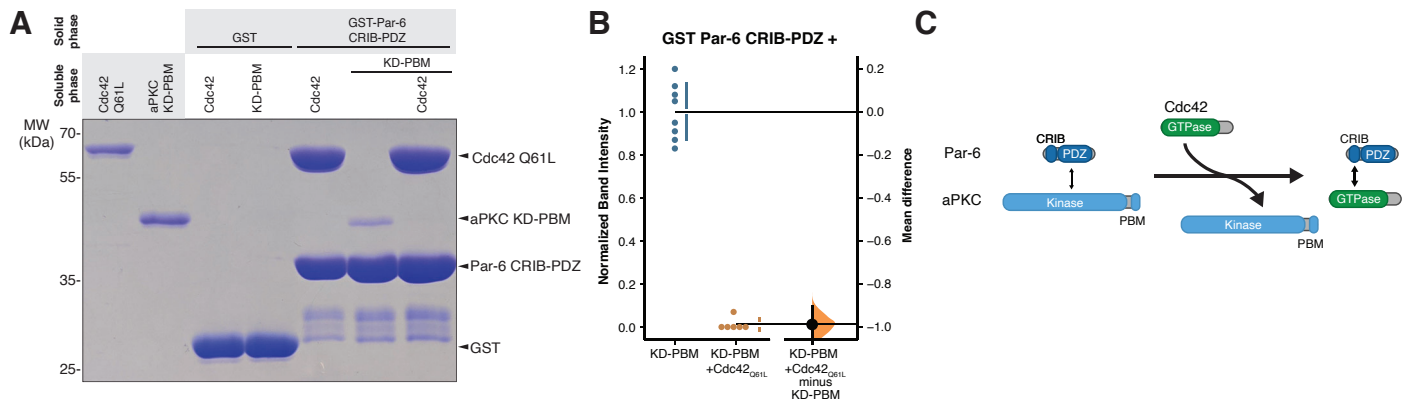 A
Solid
phase
GST
GST-Par-6
CRIB-PDZ
Soluble
phase
Cdc42
Q61L
aPKC
KD-PBM
Cdc42
KD-PBM
Cdc42
KD-PBM
Cdc42
MW
(kDa)
70-
55-
35-
25-
Cdc42 Q61L
aPKC KD-PBM
Par-6 CRIB-PDZ
GST
B
GST Par-6 CRIB-PDZ +
Normalized Band Intensity
1.2
1.0
0.8
0.6
0.4
0.2
0.0
0.2
0.0
−0.2
−0.4
−0.6
−0.8
−1.0
Mean difference
KD-PBM
KD-PBM
+Cdc42Q61L
KD-PBM
+Cdc42Q61L
minus
KD-PBM
C
Par-6
aPKC
CRIB
PDZ
Kinase
PBM
Cdc42
GTPase
Kinase
PBM
CRIB
PDZ
GTPase